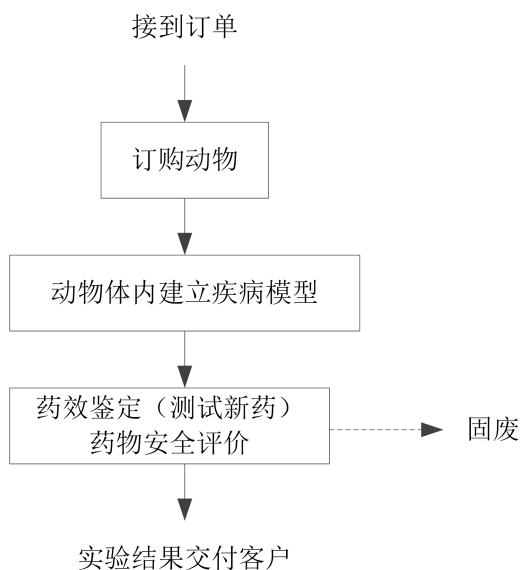 接到订单
订购动物
动物体内建立疾病模型
药效鉴定（测试新药）
药物安全评价
固废
实验结果交付客户